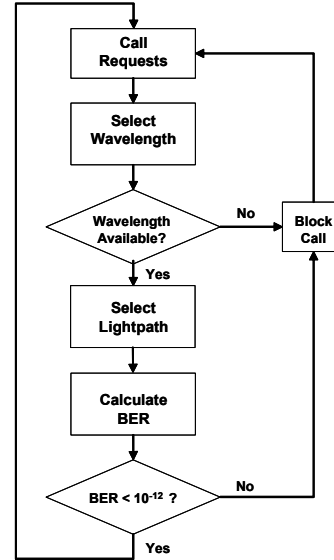 Call
Requests
Select
Wavelength
Wavelength
Available?
No
Block
Call
Yes
Select
Lightpath
Calculate
BER
BER < 10⁻¹² ?
No
Yes